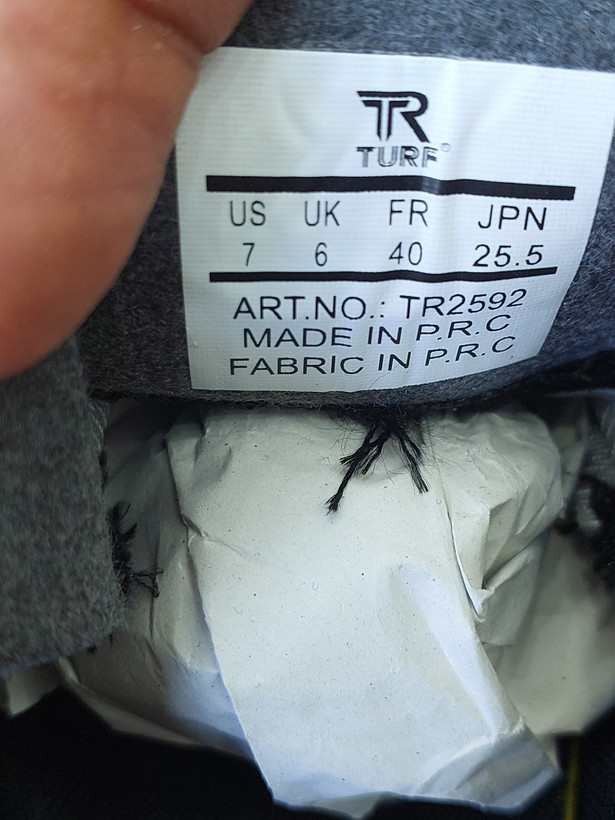 TR
TURF®
US UK FR JPN
7 6 40 25.5
ART.NO.: TR2592
MADE IN P.R.C
FABRIC IN P.R.C